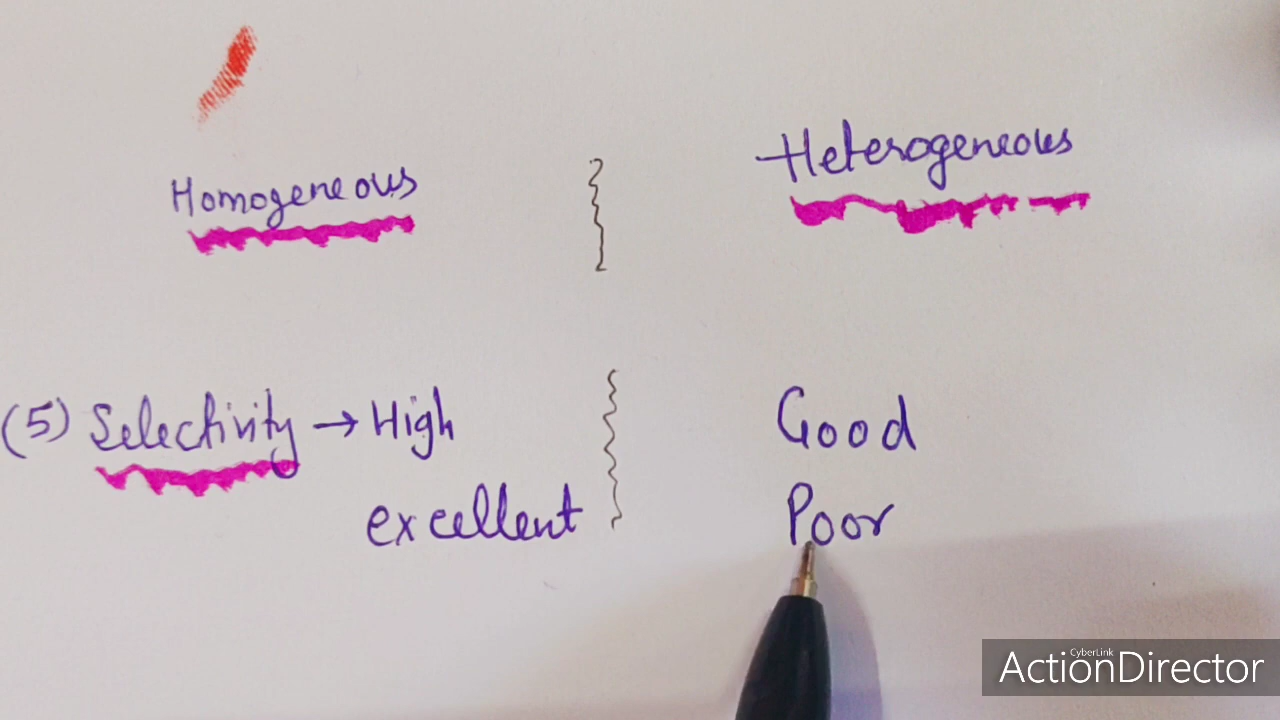 Homogeneous
Heterogeneous
(5) Selectivity → High
Good
excellent
Poor
CyberLink
ActionDirector